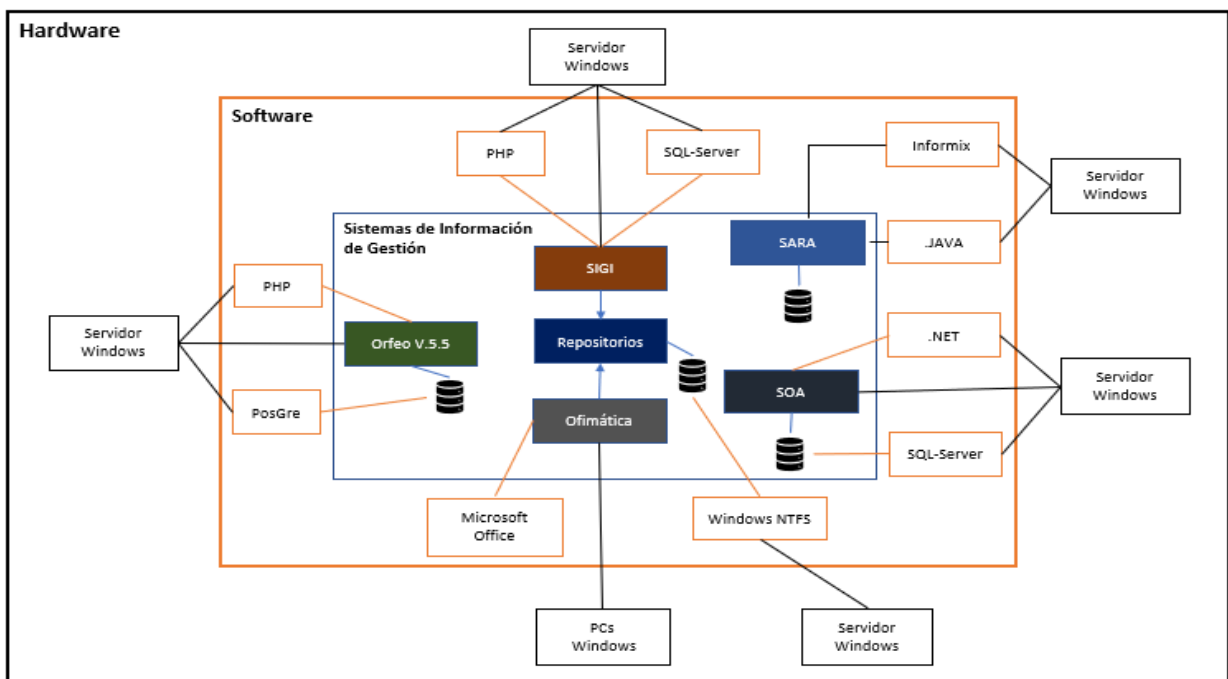 Hardware
Servidor
Windows
Software
PHP
SQL-Server
Informix
Servidor
Windows
Sistemas de Información
de Gestión
SARA
.JAVA
SIGI
PHP
Servidor
Windows
Orfeo V.5.5
Repositorios
.NET
Servidor
Windows
SOA
PosGre
Ofimática
SQL-Server
Microsoft
Office
Windows NTFS
PCs
Windows
Servidor
Windows